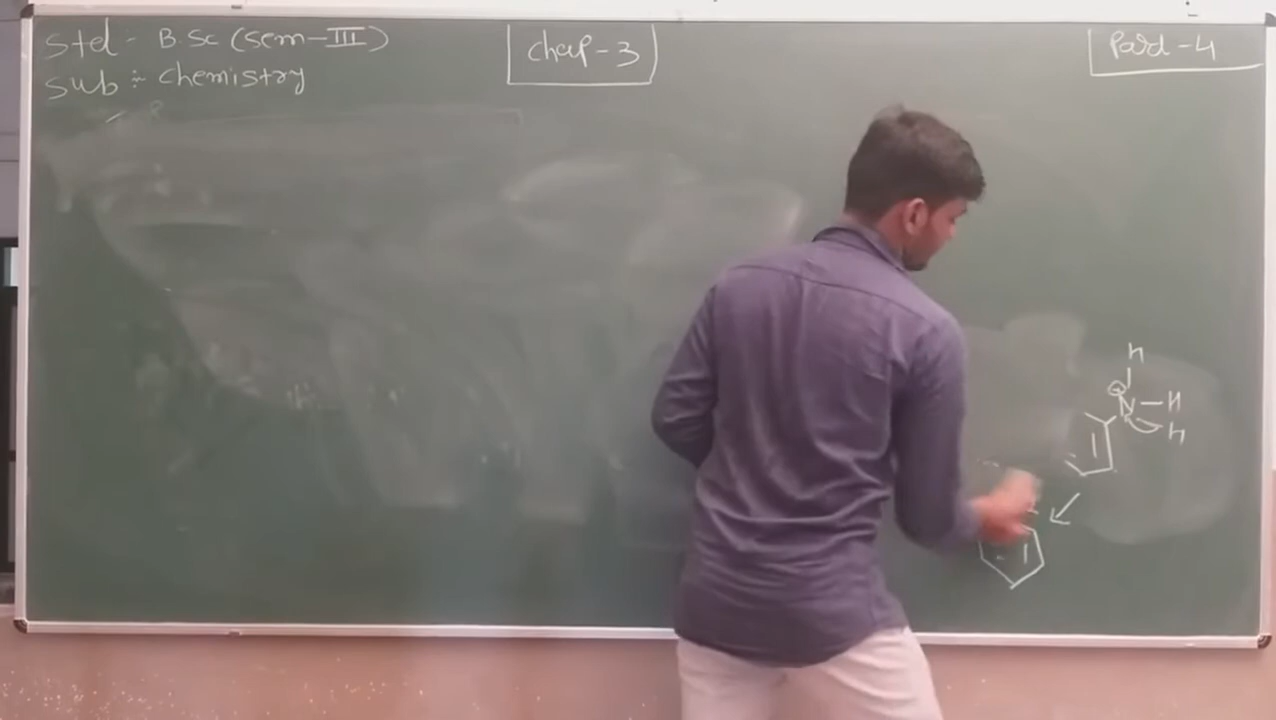 Std - B.Sc (Sem-III)
Chap-3
Part-4
Sub : Chemistry
H
N - H
H